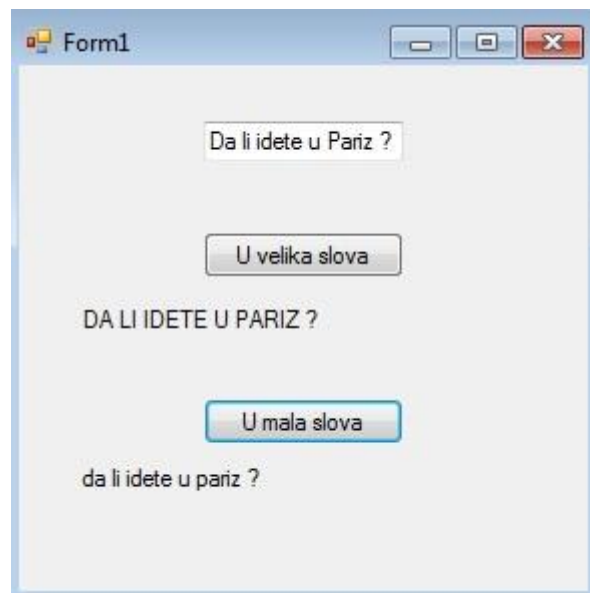 Form1
Da li idete u Pariz ?
U velika slova
DA LI IDETE U PARIZ ?
U mala slova
da li idete u pariz ?